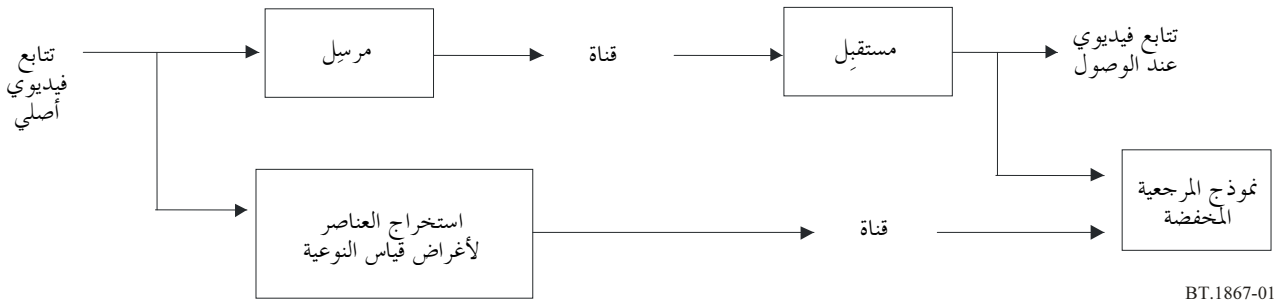 تتابع
فيديوي
أصلي
مرسِل
قناة
مستقبِل
تتابع فيديوي
عند الوصول
استخراج العناصر
لأغراض قياس النوعية
قناة
نموذج المرجعية
المخفضة
BT.1867-01